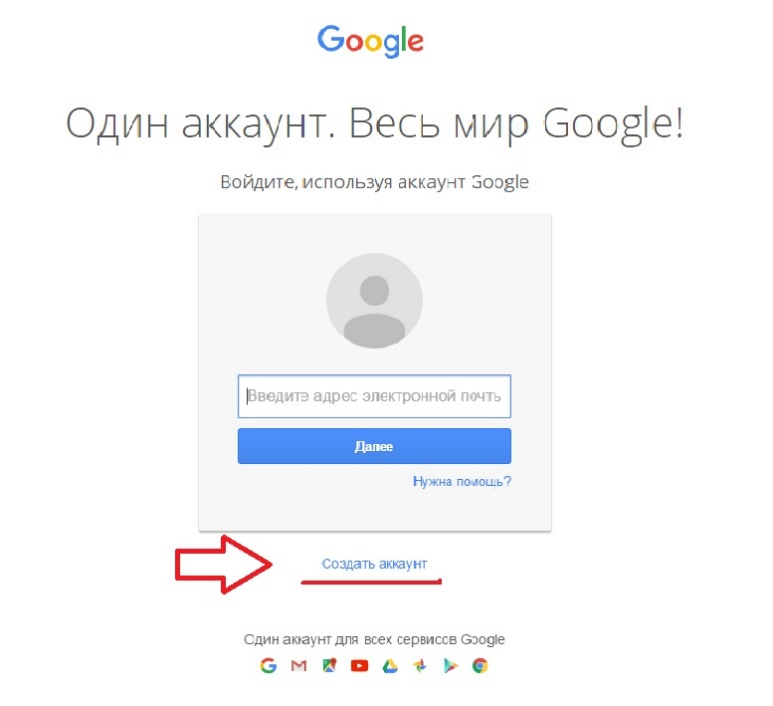 Google
Один аккаунт. Весь мир Google!
Войдите, используя аккаунт Google
Введите адрес электронной почть
Далее
Нужна помощь?
Создать аккаунт
Один аккаунт для всех сервисов Google